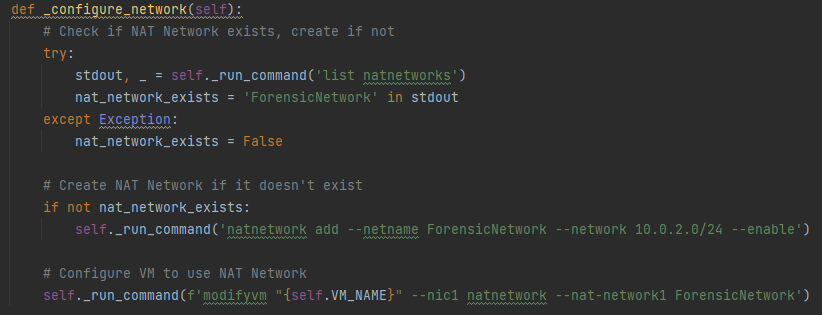 def _configure_network(self):
    # Check if NAT Network exists, create if not
    try:
        stdout, _ = self._run_command('list natnetworks')
        nat_network_exists = 'ForensicNetwork' in stdout
    except Exception:
        nat_network_exists = False

    # Create NAT Network if it doesn't exist
    if not nat_network_exists:
        self._run_command('natnetwork add --netname ForensicNetwork --network 10.0.2.0/24 --enable')

    # Configure VM to use NAT Network
    self._run_command(f'modifyvm "{self.VM_NAME}" --nic1 natnetwork --nat-network1 ForensicNetwork')